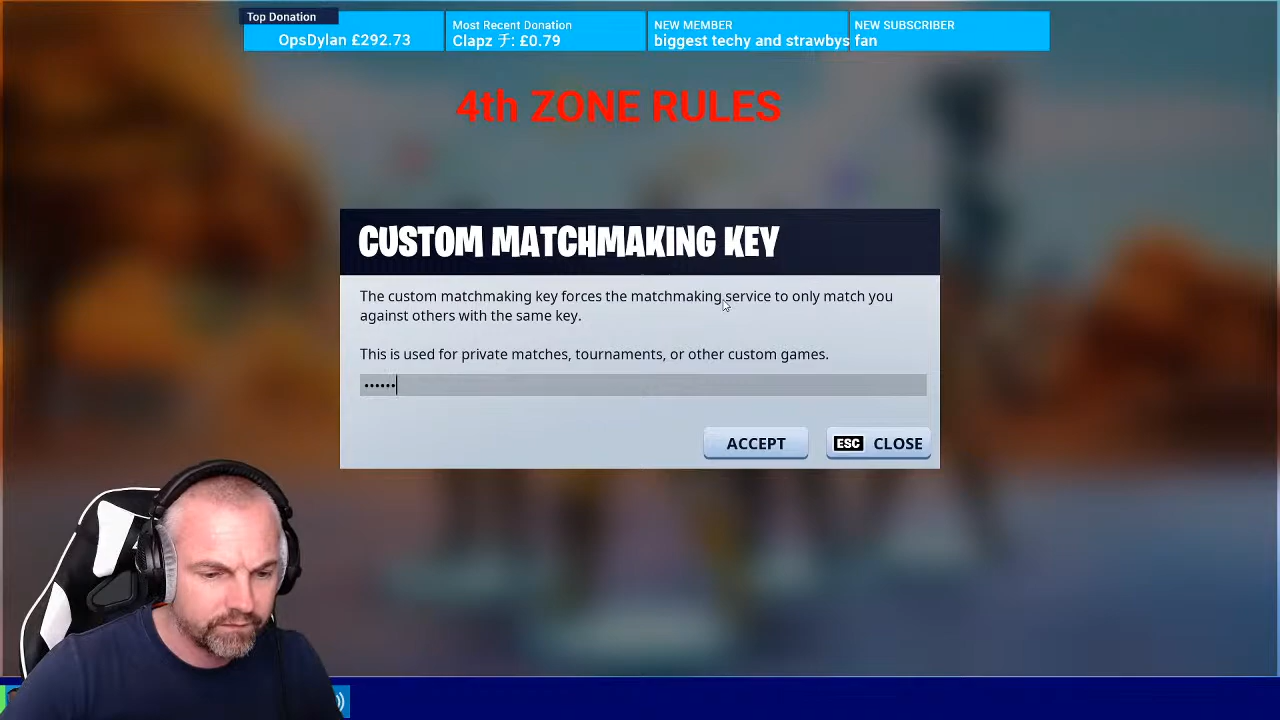 Top Donation
OpsDylan £292.73
Most Recent Donation
Clapz チ: £0.79
NEW MEMBER
biggest techy and strawbys
NEW SUBSCRIBER
fan
4th ZONE RULES
CUSTOM MATCHMAKING KEY
The custom matchmaking key forces the matchmaking service to only match you
against others with the same key.
This is used for private matches, tournaments, or other custom games.
••••••
ACCEPT
ESC CLOSE